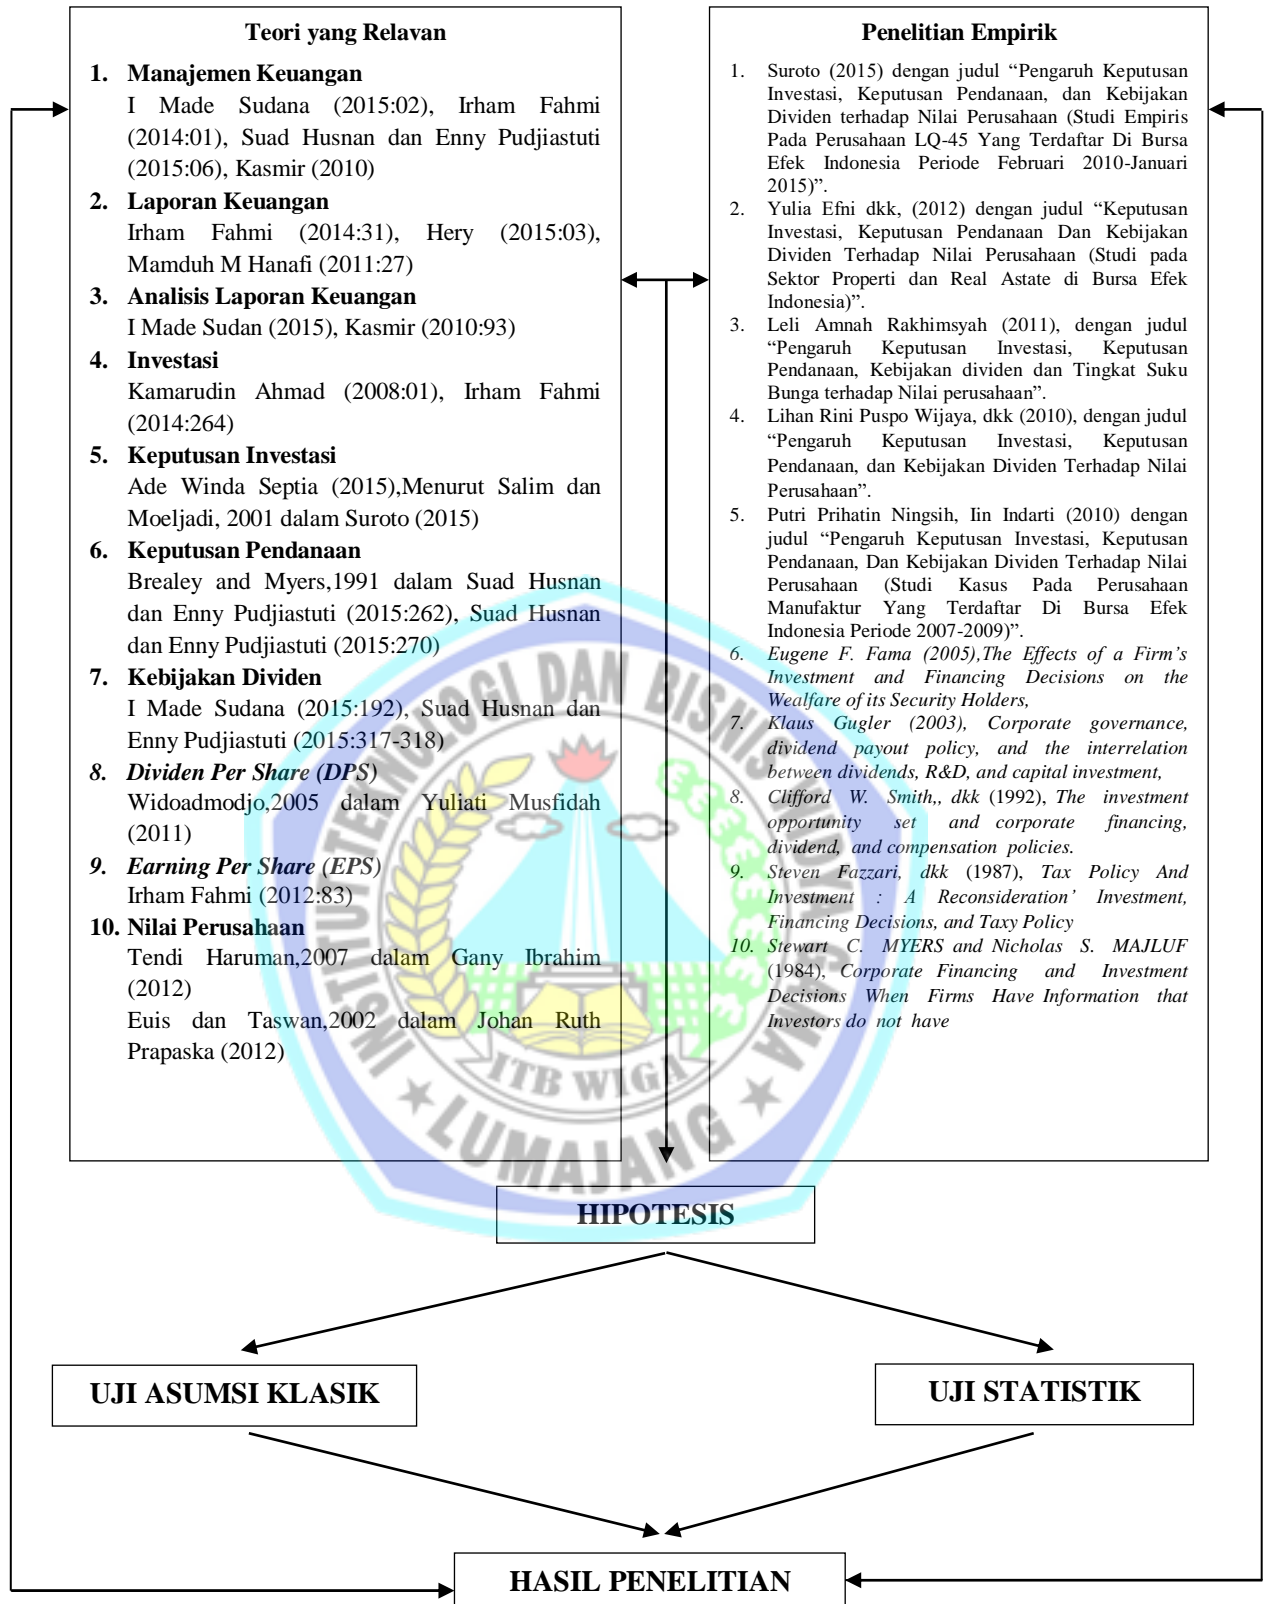 Teori yang Relavan
1. Manajemen Keuangan
I Made Sudana (2015:02), Irham Fahmi
(2014:01), Suad Husnan dan Enny Pudjiastuti
(2015:06), Kasmir (2010)
2. Laporan Keuangan
Irham Fahmi (2014:31), Hery (2015:03),
Mamduh M Hanafi (2011:27)
3. Analisis Laporan Keuangan
I Made Sudan (2015), Kasmir (2010:93)
4. Investasi
Kamarudin Ahmad (2008:01), Irham Fahmi
(2014:264)
5. Keputusan Investasi
Ade Winda Septia (2015),Menurut Salim dan
Moeljadi, 2001 dalam Suroto (2015)
6. Keputusan Pendanaan
Brealey and Myers,1991 dalam Suad Husnan
dan Enny Pudjiastuti (2015:262), Suad Husnan
dan Enny Pudjiastuti (2015:270)
7. Kebijakan Dividen
I Made Sudana (2015:192), Suad Husnan dan
Enny Pudjiastuti (2015:317-318)
8. Dividen Per Share (DPS)
Widoadmodjo,2005 dalam Yuliati Musfidah
(2011)
9. Earning Per Share (EPS)
Irham Fahmi (2012:83)
10. Nilai Perusahaan
Tendi Haruman,2007 dalam Gany Ibrahim
(2012)
Euis dan Taswan,2002 dalam Johan Ruth
Prapaska (2012)
Penelitian Empirik
1. Suroto (2015) dengan judul “Pengaruh Keputusan
Investasi, Keputusan Pendanaan, dan Kebijakan
Dividen terhadap Nilai Perusahaan (Studi Empiris
Pada Perusahaan LQ-45 Yang Terdaftar Di Bursa
Efek Indonesia Periode Februari 2010-Januari
2015)”.
2. Yulia Efni dkk, (2012) dengan judul “Keputusan
Investasi, Keputusan Pendanaan Dan Kebijakan
Dividen Terhadap Nilai Perusahaan (Studi pada
Sektor Properti dan Real Astate di Bursa Efek
Indonesia)”.
3. Leli Amnah Rakhimsyah (2011), dengan judul
“Pengaruh Keputusan Investasi, Keputusan
Pendanaan, Kebijakan dividen dan Tingkat Suku
Bunga terhadap Nilai perusahaan”.
4. Lihan Rini Puspo Wijaya, dkk (2010), dengan judul
“Pengaruh Keputusan Investasi, Keputusan
Pendanaan, dan Kebijakan Dividen Terhadap Nilai
Perusahaan”.
5. Putri Prihatin Ningsih, Iin Indarti (2010) dengan
judul “Pengaruh Keputusan Investasi, Keputusan
Pendanaan, Dan Kebijakan Dividen Terhadap Nilai
Perusahaan (Studi Kasus Pada Perusahaan
Manufaktur Yang Terdaftar Di Bursa Efek
Indonesia Periode 2007-2009)”.
6. Eugene F. Fama (2005),The Effects of a Firm’s
Investment and Financing Decisions on the
Wealfare of its Security Holders,
7. Klaus Gugler (2003), Corporate governance,
dividend payout policy, and the interrelation
between dividends, R&D, and capital investment,
8. Clifford W. Smith,, dkk (1992), The investment
opportunity set and corporate financing,
dividend, and compensation policies.
9. Steven Fazzari, dkk (1987), Tax Policy And
Investment : A Reconsideration’ Investment,
Financing Decisions, and Taxy Policy
10. Stewart C. MYERS and Nicholas S. MAJLUF
(1984), Corporate Financing and Investment
Decisions When Firms Have Information that
Investors do not have
INSTITUT TEKNOLOGI DAN BISNIS WIDYA GAMA
ITB WIGA
LUMAJANG
HIPOTESIS
UJI ASUMSI KLASIK
UJI STATISTIK
HASIL PENELITIAN